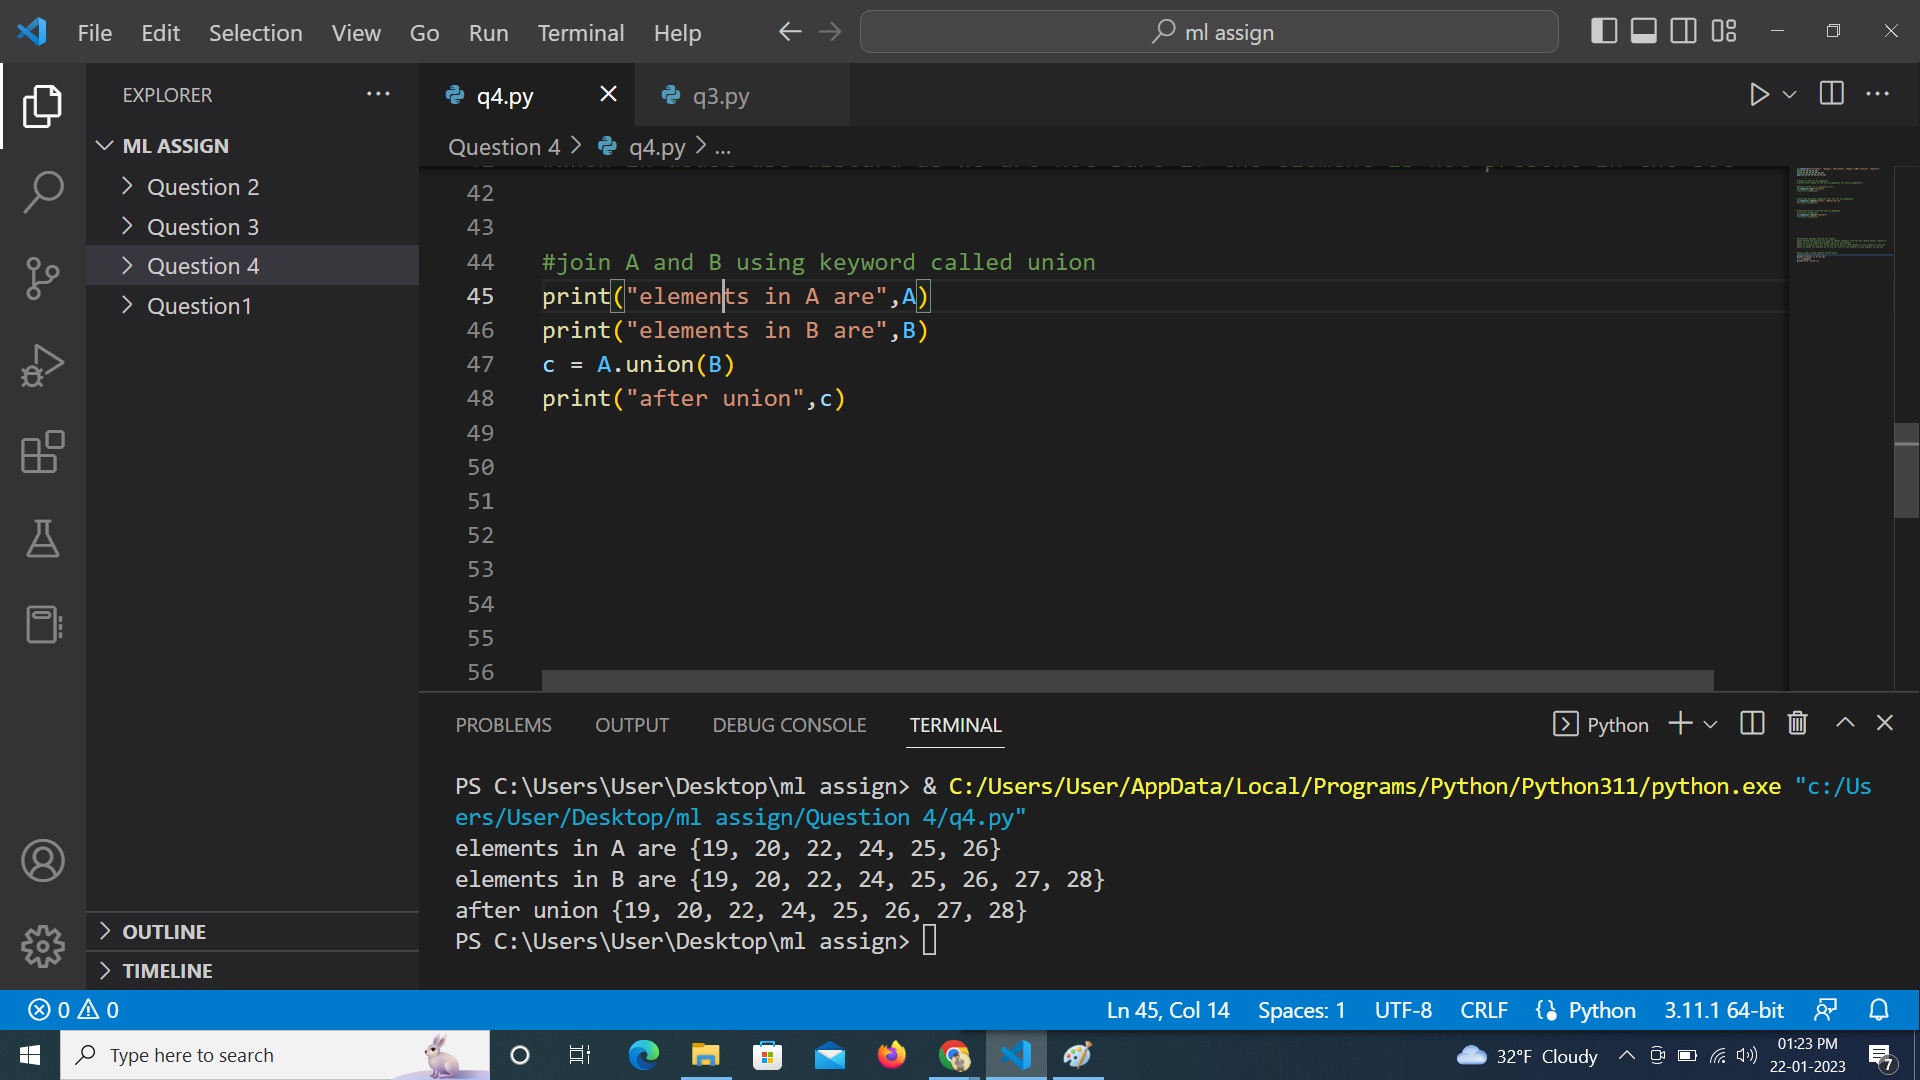 File Edit Selection View Go Run Terminal Help
ml assign
EXPLORER
ML ASSIGN
Question 2
Question 3
Question 4
Question1
OUTLINE
TIMELINE
q4.py
q3.py
Question 4 > q4.py > ...
42
43
44 #join A and B using keyword called union
45 print("elements in A are",A)
46 print("elements in B are",B)
47 c = A.union(B)
48 print("after union",c)
49
50
51
52
53
54
55
56
PROBLEMS OUTPUT DEBUG CONSOLE TERMINAL
Python
PS C:\Users\User\Desktop\ml assign> & C:/Users/User/AppData/Local/Programs/Python/Python311/python.exe "c:/Us
ers/User/Desktop/ml assign/Question 4/q4.py"
elements in A are {19, 20, 22, 24, 25, 26}
elements in B are {19, 20, 22, 24, 25, 26, 27, 28}
after union {19, 20, 22, 24, 25, 26, 27, 28}
PS C:\Users\User\Desktop\ml assign>
0 0
Ln 45, Col 14 Spaces: 1 UTF-8 CRLF Python 3.11.1 64-bit
Type here to search
32°F Cloudy
01:23 PM
22-01-2023
7